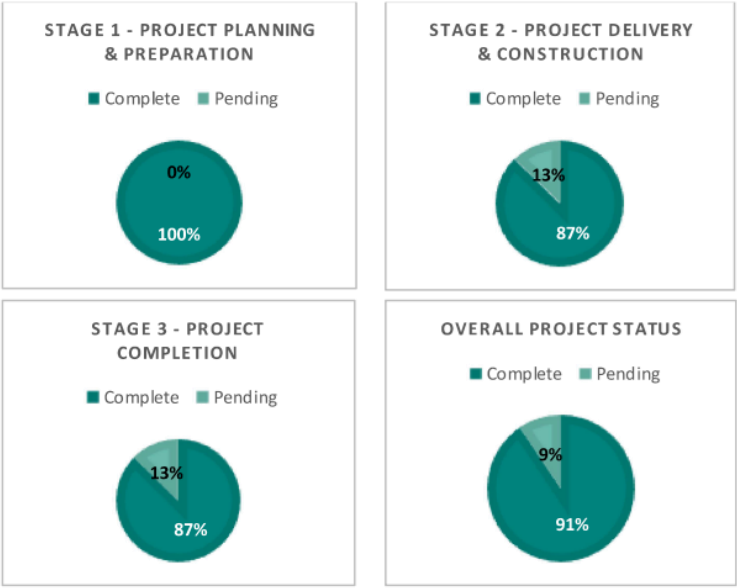 STAGE 1 - PROJECT PLANNING
& PREPARATION
Complete Pending
0%
100%
STAGE 2 - PROJECT DELIVERY
& CONSTRUCTION
Complete Pending
13%
87%
STAGE 3 - PROJECT
COMPLETION
Complete Pending
13%
87%
OVERALL PROJECT STATUS
Complete Pending
9%
91%